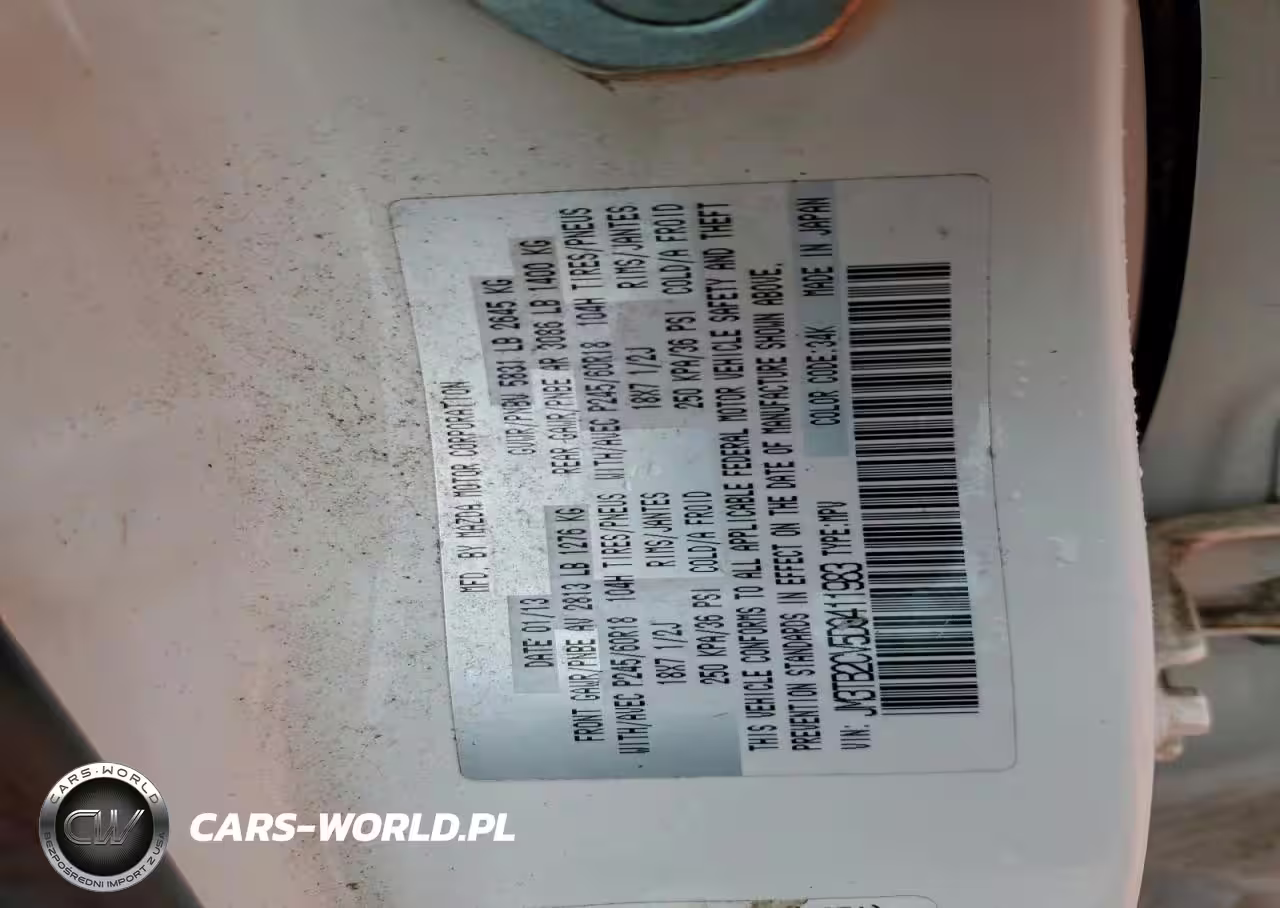 MFD. BY MAZDA MOTOR CORPORATION
DATE: 01/13 GVWR/PNBV 5831 LB 2645 KG
FRONT GAWR/PNBE AV 2813 LB 1276 KG REAR GAWR/PNBE AR 3086 LB 1400 KG
WITH/AVEC P245/60R18 104H TIRES/PNEUS WITH/AVEC P245/60R18 104H TIRES/PNEUS
18X7 1/2J RIMS/JANTES 18X7 1/2J RIMS/JANTES
250 KPA/36 PSI COLD/A FROID 250 KPA/36 PSI COLD/A FROID
THIS VEHICLE CONFORMS TO ALL APPLICABLE FEDERAL MOTOR VEHICLE SAFETY AND THEFT
PREVENTION STANDARDS IN EFFECT ON THE DATE OF MANUFACTURE SHOWN ABOVE.
VIN: JM3TB2CV5D0411983 TYPE:MPV COLOR CODE:34K MADE IN JAPAN
CARS-WORLD
CW
BEZPOŚREDNI IMPORT Z USA
CARS-WORLD.PL